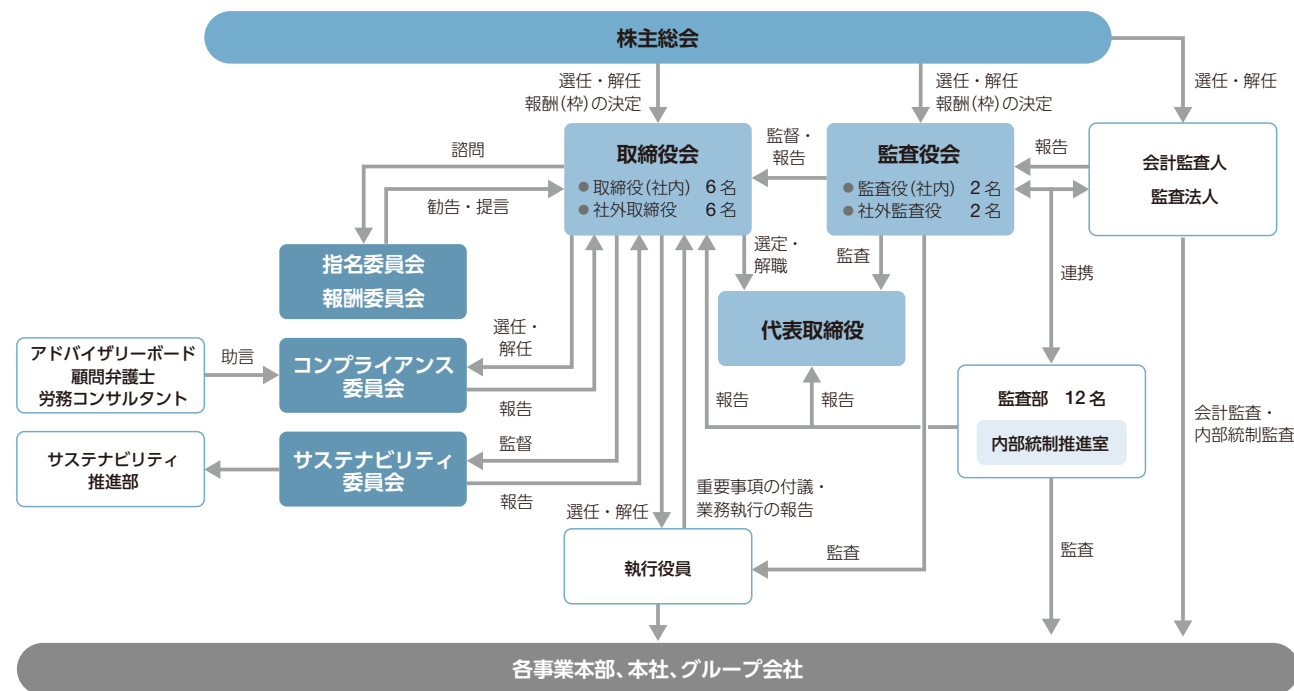 株主総会
選任・解任
報酬(枠)の決定
選任・解任
報酬(枠)の決定
選任・解任
取締役会
● 取締役(社内) 6名
● 社外取締役 6名
監督・
報告
監査役会
● 監査役(社内) 2名
● 社外監査役 2名
報告
会計監査人
監査法人
諮問
勧告・提言
指名委員会
報酬委員会
選定・
解職
監査
連携
代表取締役
アドバイザリーボード
顧問弁護士
労務コンサルタント
助言
コンプライアンス
委員会
選任・
解任
報告
報告
報告
監査部 12名
内部統制推進室
会計監査・
内部統制監査
サステナビリティ
推進部
サステナビリティ
委員会
監督
報告
選任・解任
重要事項の付議・
業務執行の報告
執行役員
監査
監査
各事業本部、本社、グループ会社